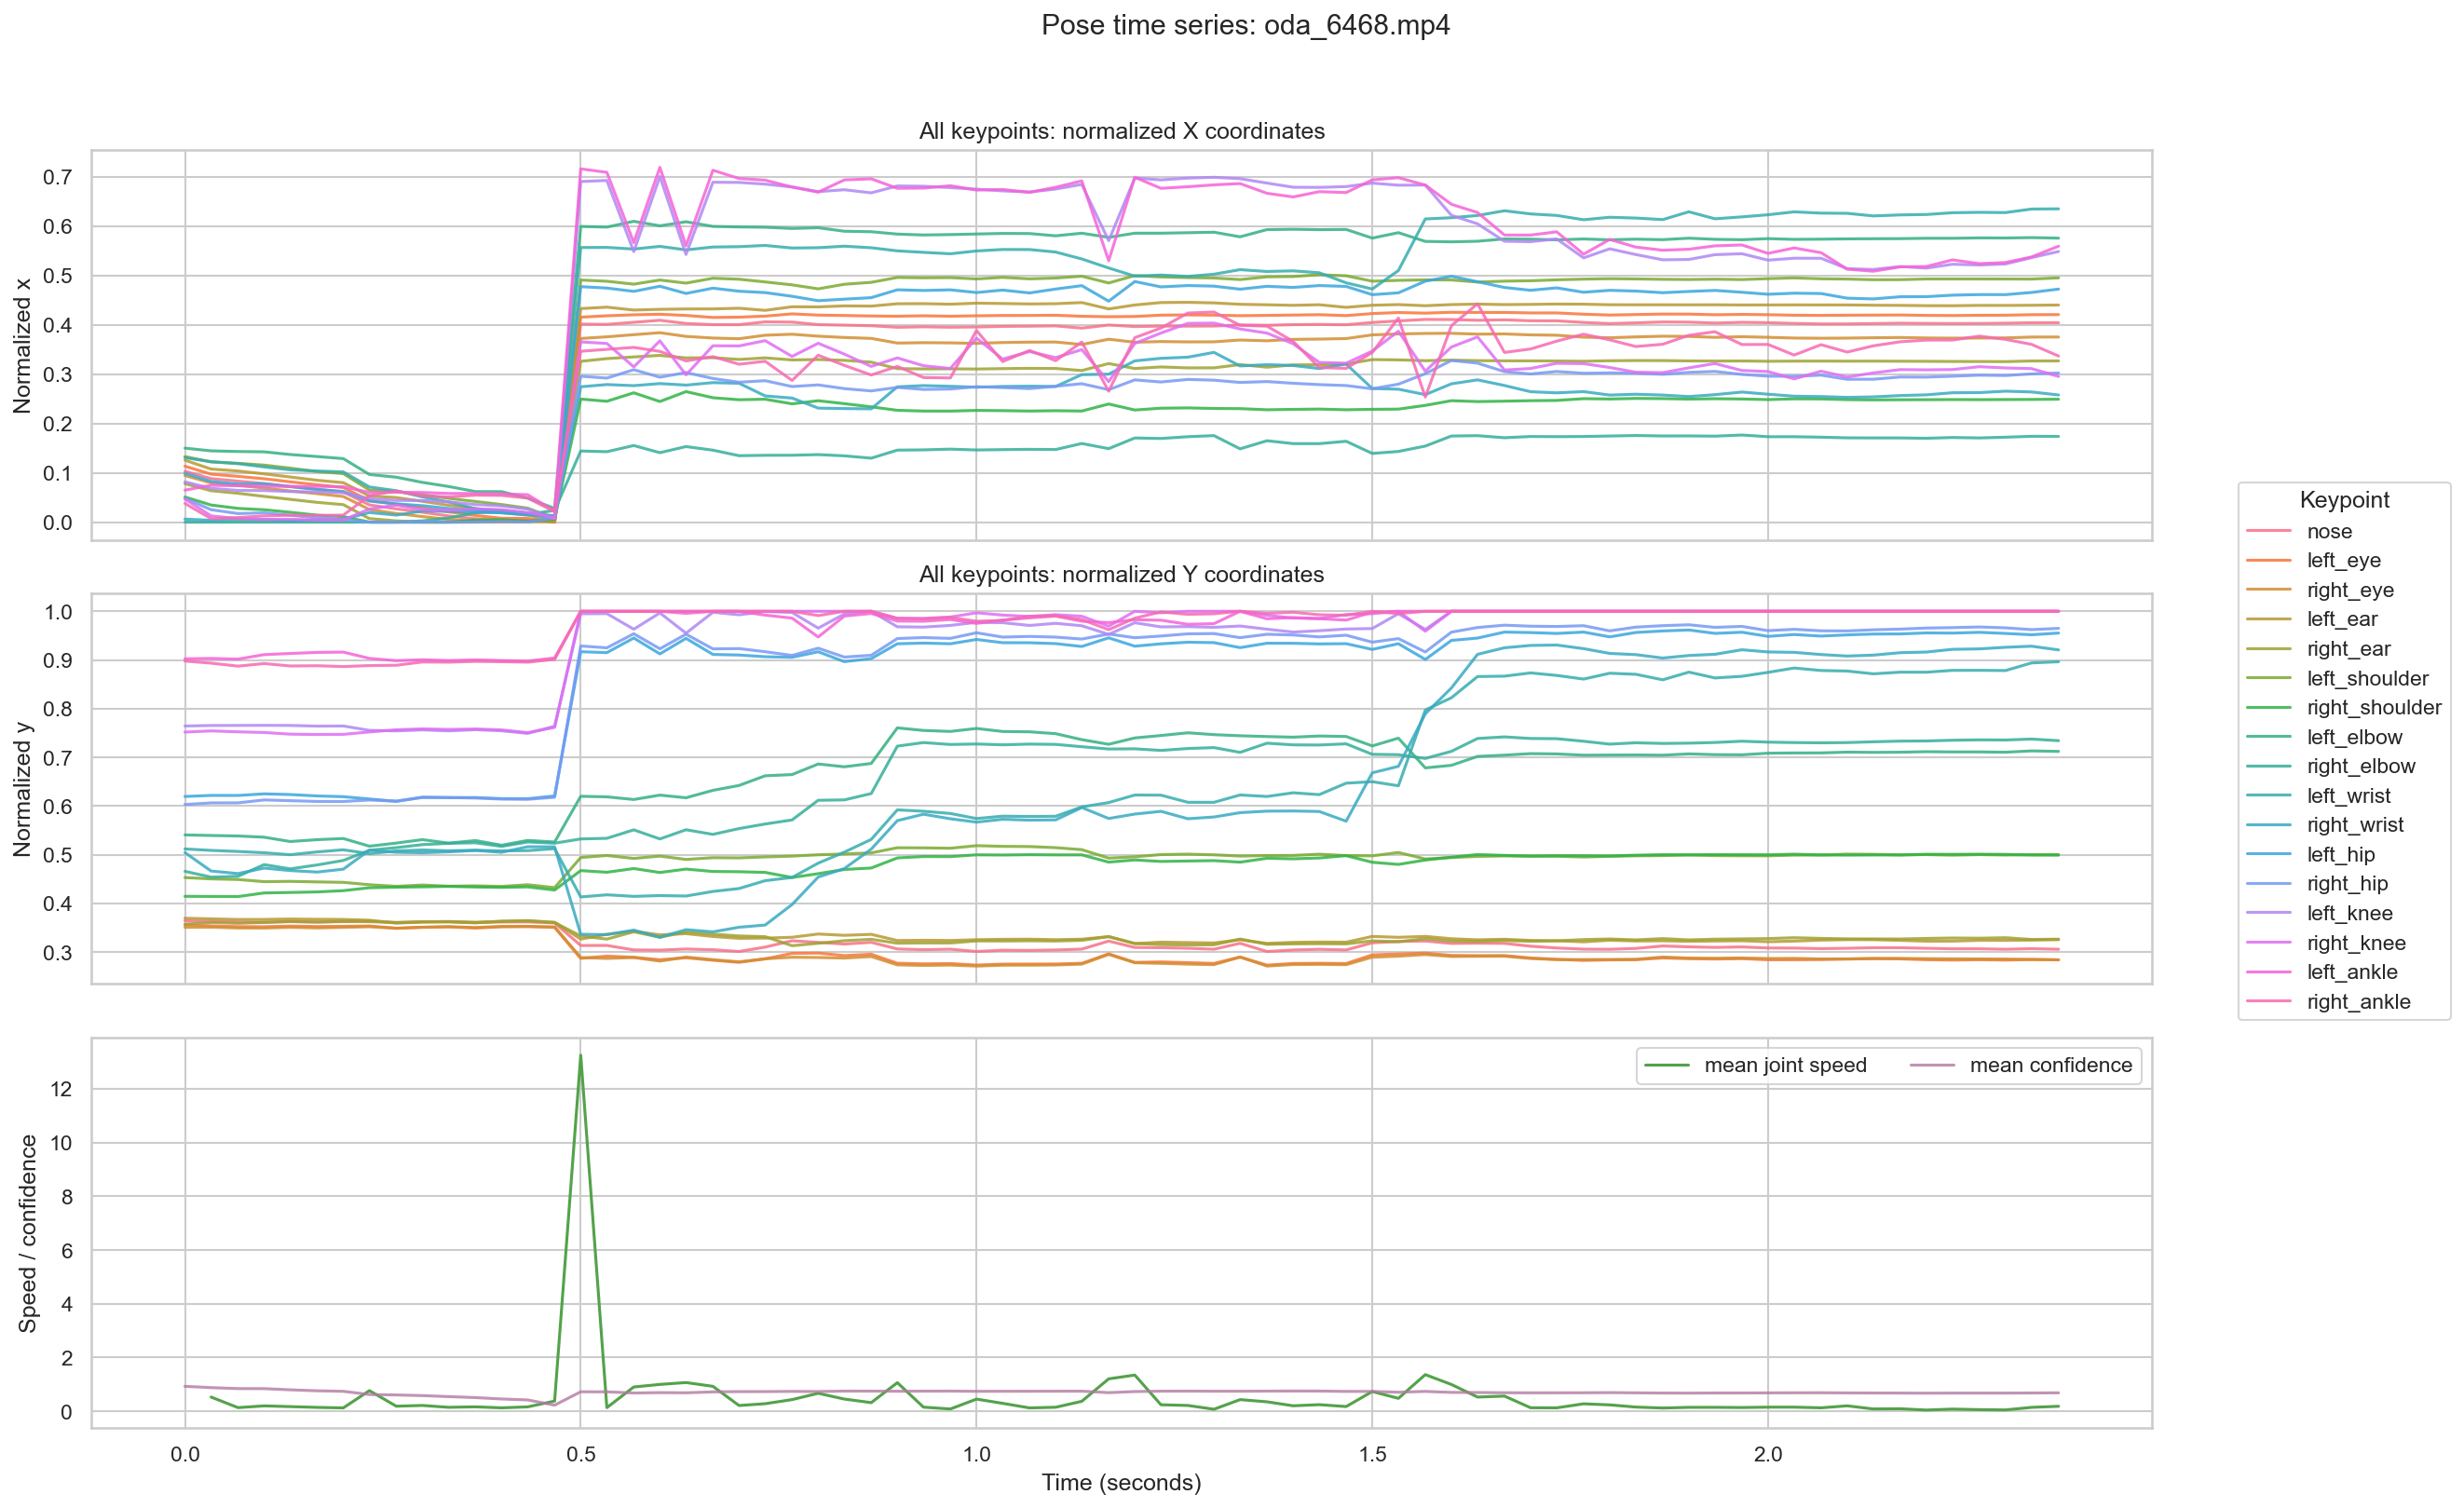 Pose time series: oda_6468.mp4
All keypoints: normalized X coordinates
Normalized x
0.7
0.6
0.5
0.4
0.3
0.2
0.1
0.0
All keypoints: normalized Y coordinates
Normalized y
1.0
0.9
0.8
0.7
0.6
0.5
0.4
0.3
Keypoint
nose
left_eye
right_eye
left_ear
right_ear
left_shoulder
right_shoulder
left_elbow
right_elbow
left_wrist
right_wrist
left_hip
right_hip
left_knee
right_knee
left_ankle
right_ankle
mean joint speed mean confidence
Speed / confidence
12
10
8
6
4
2
0
0.0 0.5 1.0 1.5 2.0
Time (seconds)